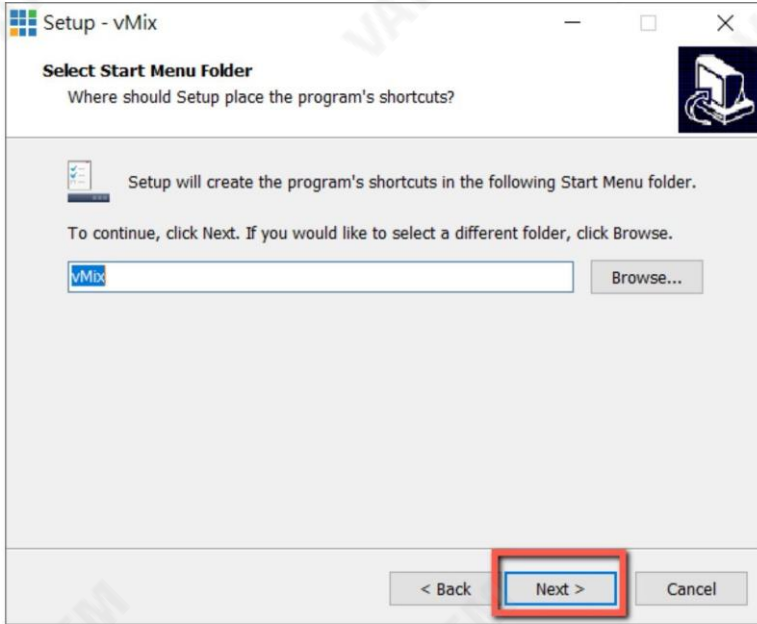 Setup - vMix
Select Start Menu Folder
Where should Setup place the program's shortcuts?
Setup will create the program's shortcuts in the following Start Menu folder.
To continue, click Next. If you would like to select a different folder, click Browse.
vMix
Browse...
< Back
Next >
Cancel